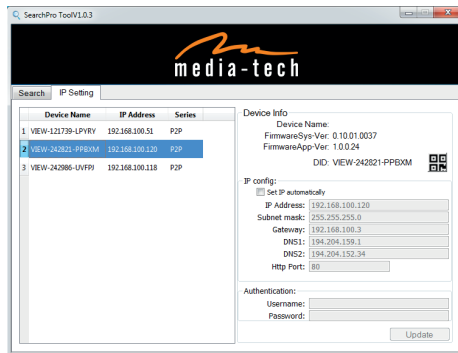 SearchPro ToolV1.0.3
media-tech
Search IP Setting
Device Name IP Address Series
1 VIEW-121739-LPYRY 192.168.100.51 P2P
2 VIEW-242821-PPBXM 192.168.100.120 P2P
3 VIEW-242986-UVFPJ 192.168.100.118 P2P
Device Info
Device Name:
FirmwareSys-Ver: 0.10.01.0037
FirmwareApp-Ver: 1.0.0.24
DID: VIEW-242821-PPBXM
IP config:
Set IP automatically
IP Address: 192.168.100.120
Subnet mask: 255.255.255.0
Gateway: 192.168.100.3
DNS1: 194.204.159.1
DNS2: 194.204.152.34
Http Port: 80
Authentication:
Username:
Password:
Update